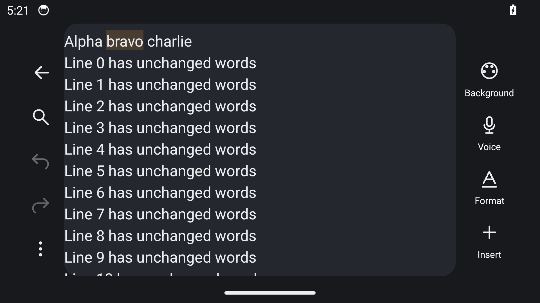 5:21
Alpha bravo charlie
Line 0 has unchanged words
Line 1 has unchanged words
Line 2 has unchanged words
Line 3 has unchanged words
Line 4 has unchanged words
Line 5 has unchanged words
Line 6 has unchanged words
Line 7 has unchanged words
Line 8 has unchanged words
Line 9 has unchanged words
Background
Voice
Format
Insert